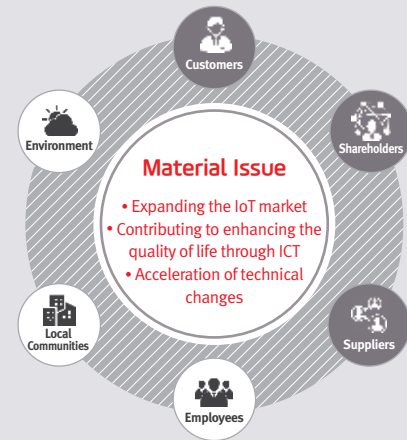 Customers
Environment
Shareholders
Material Issue
• Expanding the IoT market
• Contributing to enhancing the
quality of life through ICT
• Acceleration of technical
changes
Local
Communities
Suppliers
Employees